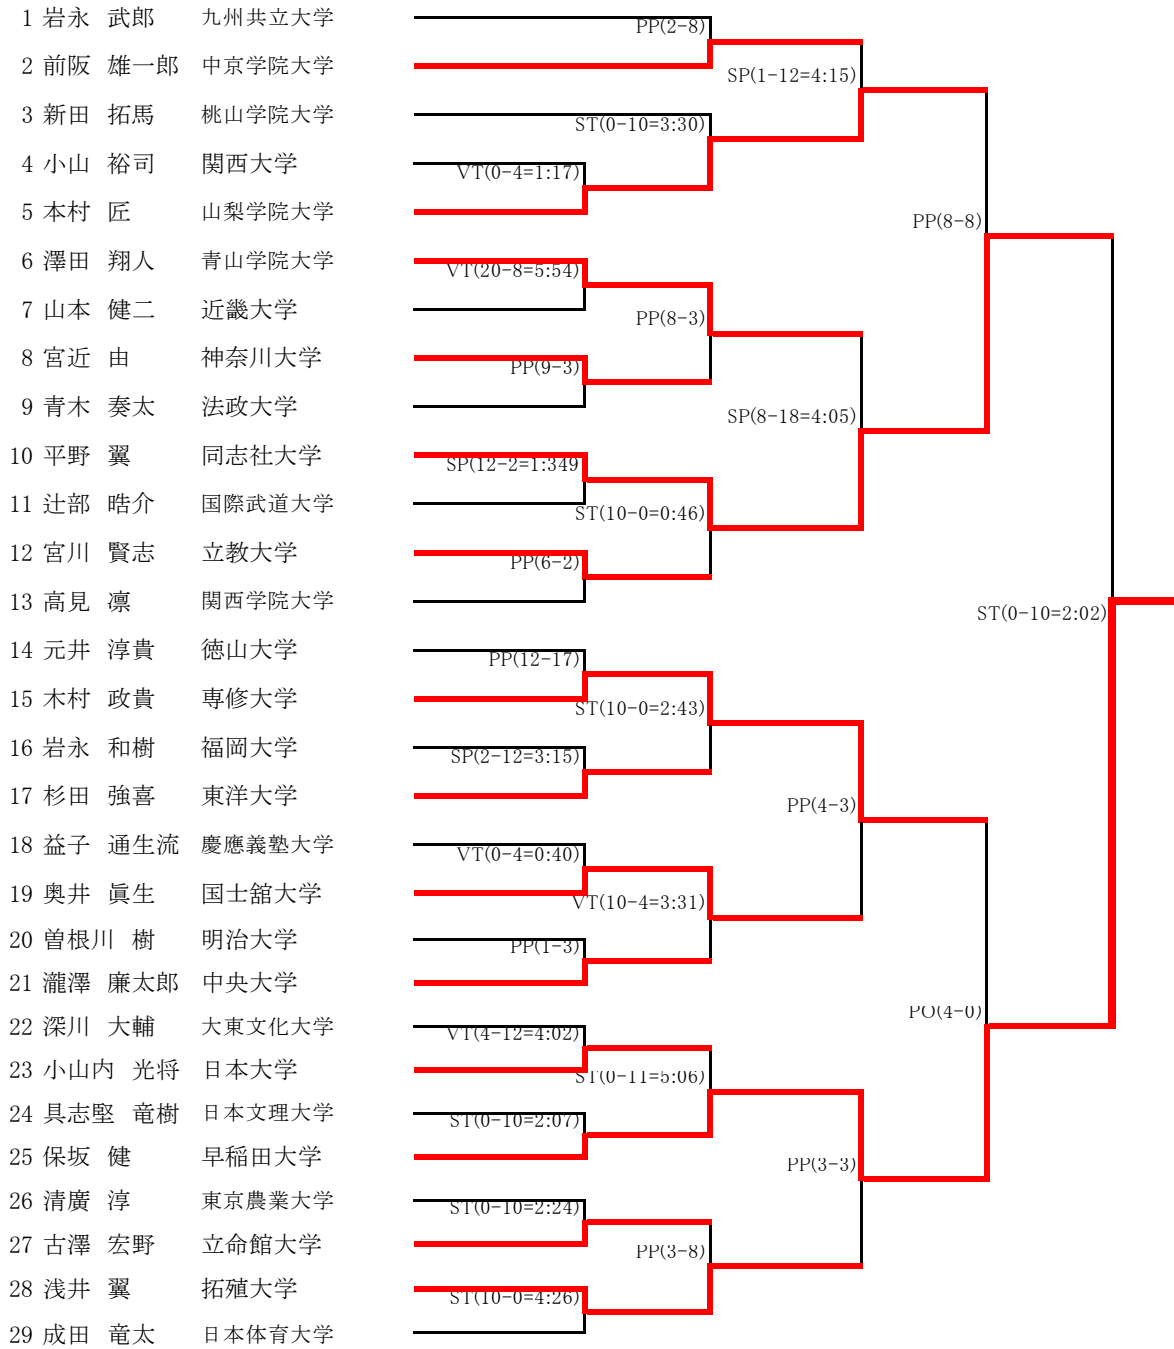 1 岩永 武郎 九州共立大学
PP(2-8)
2 前阪 雄一郎 中京学院大学
SP(1-12=4:15)
3 新田 拓馬 桃山学院大学
ST(0-10=3:30)
4 小山 裕司 関西大学
VT(0-4=1:17)
5 本村 匠 山梨学院大学
PP(8-8)
6 澤田 翔人 青山学院大学
VT(20-8=5:54)
7 山本 健二 近畿大学
PP(8-3)
8 宮近 由 神奈川大学
PP(9-3)
9 青木 奏太 法政大学
SP(8-18=4:05)
10 平野 翼 同志社大学
SP(12-2=1:349
11 辻部 晧介 国際武道大学
ST(10-0=0:46)
12 宮川 賢志 立教大学
PP(6-2)
13 高見 凛 関西学院大学
ST(0-10=2:02)
14 元井 淳貴 徳山大学
PP(12-17)
15 木村 政貴 専修大学
ST(10-0=2:43)
16 岩永 和樹 福岡大学
SP(2-12=3:15)
17 杉田 強喜 東洋大学
PP(4-3)
18 益子 通生流 慶應義塾大学
VT(0-4=0:40)
19 奥井 眞生 国士舘大学
VT(10-4=3:31)
20 曽根川 樹 明治大学
PP(1-3)
21 瀧澤 廉太郎 中央大学
PO(4-0)
22 深川 大輔 大東文化大学
VT(4-12=4:02)
23 小山内 光将 日本大学
ST(0-11=5:06)
24 具志堅 竜樹 日本文理大学
ST(0-10=2:07)
25 保坂 健 早稲田大学
PP(3-3)
26 清廣 淳 東京農業大学
ST(0-10=2:24)
27 古澤 宏野 立命館大学
PP(3-8)
28 浅井 翼 拓殖大学
ST(10-0=4:26)
29 成田 竜太 日本体育大学